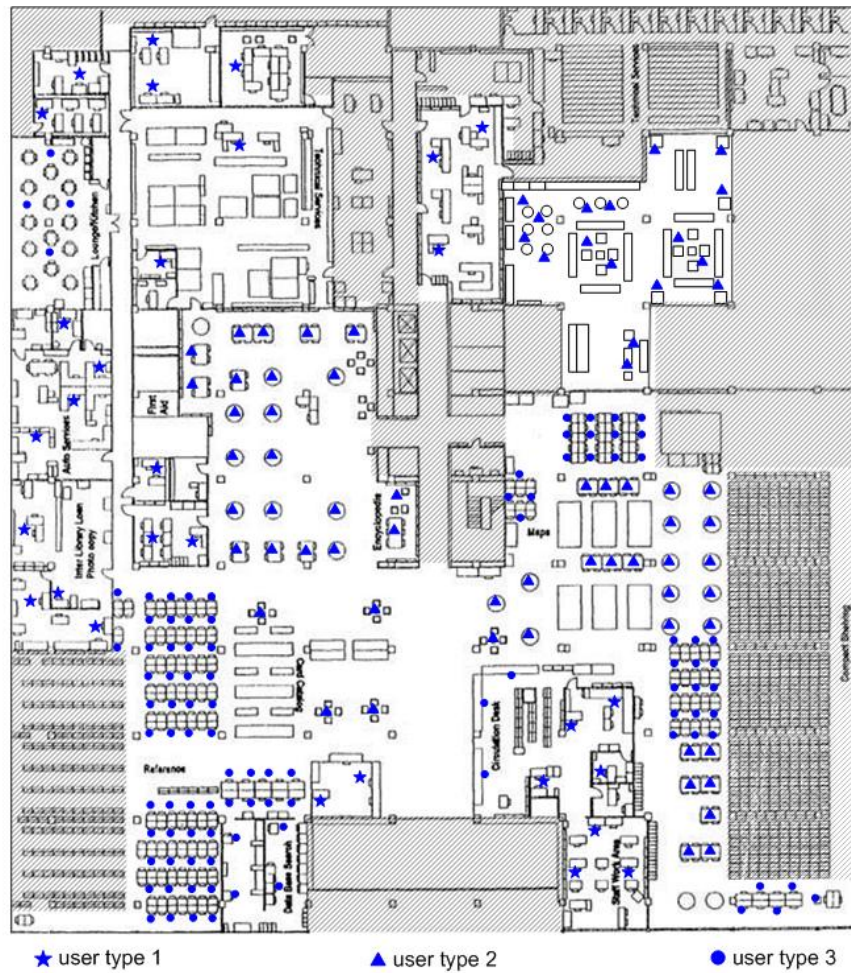 Technical Services
Technical Services
Lounge/Kitchen
First Aid
Auto Services
Encyclopedia
Maps
Inter Library Loan
Photo copy
Compact Shelving
Card Catalog
Circulation Desk
Reference
Data Base Search
Staff Work Area
user type 1
user type 2
user type 3